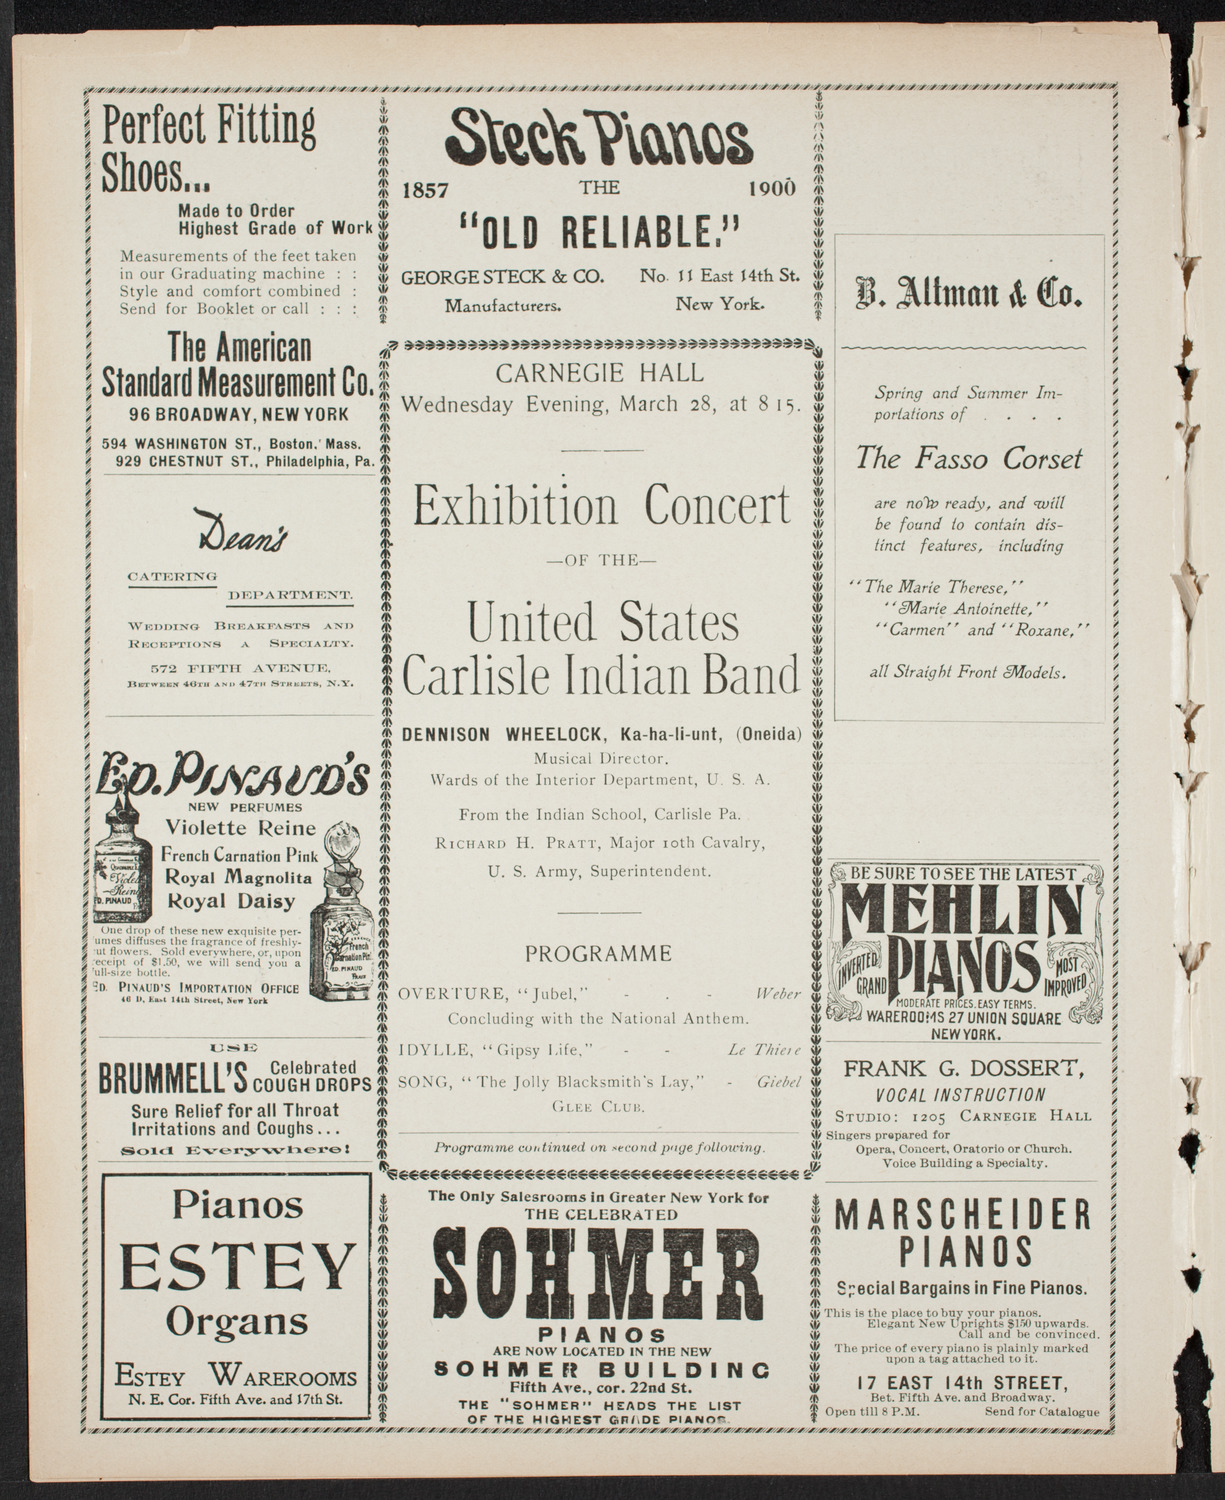 Perfect Fitting
Shoes...
Made to Order
Highest Grade of Work
Measurements of the feet taken
in our Graduating machine : :
Style and comfort combined :
Send for Booklet or call : : :
The American
Standard Measurement Co.
96 BROADWAY, NEW YORK
594 WASHINGTON ST., Boston, Mass.
929 CHESTNUT ST., Philadelphia, Pa.
Dean's
CATERING
DEPARTMENT.
WEDDING BREAKFASTS AND
RECEPTIONS A SPECIALTY.
572 FIFTH AVENUE,
BETWEEN 46TH AND 47TH STREETS, N.Y.
ED. PINAUD'S
NEW PERFUMES
Violette Reine
French Carnation Pink
Royal Magnolita
Royal Daisy
One drop of these new exquisite per-
umes diffuses the fragrance of freshly-
ut flowers. Sold everywhere, or, upon
eceipt of $1.50, we will send you a
ull-size bottle.
ED. PINAUD'S IMPORTATION OFFICE
46 D, East 14th Street, New York
USE
BRUMMELL'S Celebrated
COUGH DROPS
Sure Relief for all Throat
Irritations and Coughs...
Sold Everywhere!
Pianos
ESTEY
Organs
ESTEY WAREROOMS
N. E. Cor. Fifth Ave. and 17th St.
Steck Pianos
1857 THE 1900
"OLD RELIABLE."
GEORGE STECK & CO. No. 11 East 14th St.
Manufacturers. New York.
CARNEGIE HALL
Wednesday Evening, March 28, at 8 15.
Exhibition Concert
—OF THE—
United States
Carlisle Indian Band
DENNISON WHEELOCK, Ka-ha-li-unt, (Oneida)
Musical Director.
Wards of the Interior Department, U. S. A.
From the Indian School, Carlisle Pa.
RICHARD H. PRATT, Major 10th Cavalry,
U. S. Army, Superintendent.
PROGRAMME
OVERTURE, "Jubel," - . - Weber
Concluding with the National Anthem.
IDYLLE, "Gipsy Life," - - Le Thiere
SONG, "The Jolly Blacksmith's Lay," - Giebel
GLEE CLUB.
Programme continued on second page following.
The Only Salesrooms in Greater New York for
THE CELEBRATED
SOHMER
PIANOS
ARE NOW LOCATED IN THE NEW
SOHMER BUILDING
Fifth Ave., cor. 22nd St.
THE "SOHMER" HEADS THE LIST
OF THE HIGHEST GRADE PIANOS.
B. Altman & Co.
Spring and Summer Im-
portations of . . . .
The Fasso Corset
are now ready, and will
be found to contain dis-
tinct features, including
"The Marie Therese,"
"Marie Antoinette,"
"Carmen" and "Roxane,"
all Straight Front Models.
BE SURE TO SEE THE LATEST
MEHLIN
PIANOS
INVERTED GRAND
MOST IMPROVED
MODERATE PRICES. EASY TERMS.
WAREROOMS 27 UNION SQUARE
NEW YORK.
FRANK G. DOSSERT,
VOCAL INSTRUCTION
STUDIO: 1205 CARNEGIE HALL
Singers prepared for
Opera, Concert, Oratorio or Church.
Voice Building a Specialty.
MARSCHEIDER
PIANOS
Special Bargains in Fine Pianos.
This is the place to buy your pianos.
Elegant New Uprights $150 upwards.
Call and be convinced.
The price of every piano is plainly marked
upon a tag attached to it.
17 EAST 14th STREET,
Bet. Fifth Ave. and Broadway.
Open till 8 P.M. Send for Catalogue